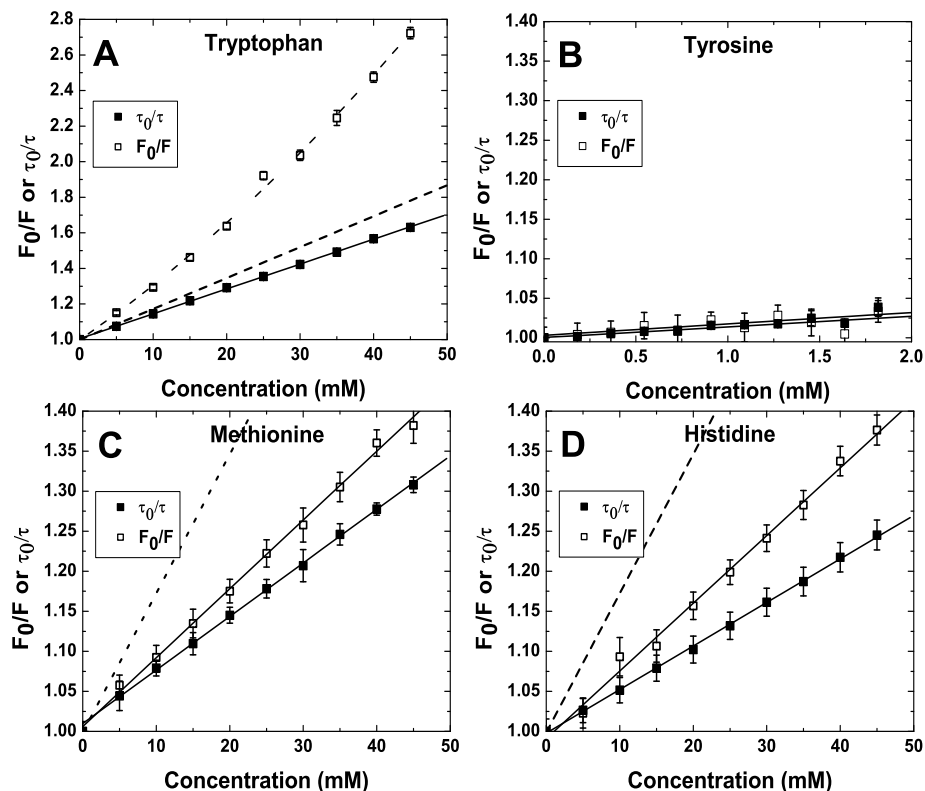 A
Tryptophan
τ0/τ
F0/F
F0/F or τ0/τ
2.8
2.6
2.4
2.2
2.0
1.8
1.6
1.4
1.2
1.0
0 10 20 30 40 50
Concentration (mM)
B
Tyrosine
τ0/τ
F0/F
F0/F or τ0/τ
1.40
1.35
1.30
1.25
1.20
1.15
1.10
1.05
1.00
0.0 0.5 1.0 1.5 2.0
Concentration (mM)
C
Methionine
τ0/τ
F0/F
F0/F or τ0/τ
1.40
1.35
1.30
1.25
1.20
1.15
1.10
1.05
1.00
0 10 20 30 40 50
Concentration (mM)
D
Histidine
τ0/τ
F0/F
F0/F or τ0/τ
1.40
1.35
1.30
1.25
1.20
1.15
1.10
1.05
1.00
0 10 20 30 40 50
Concentration (mM)